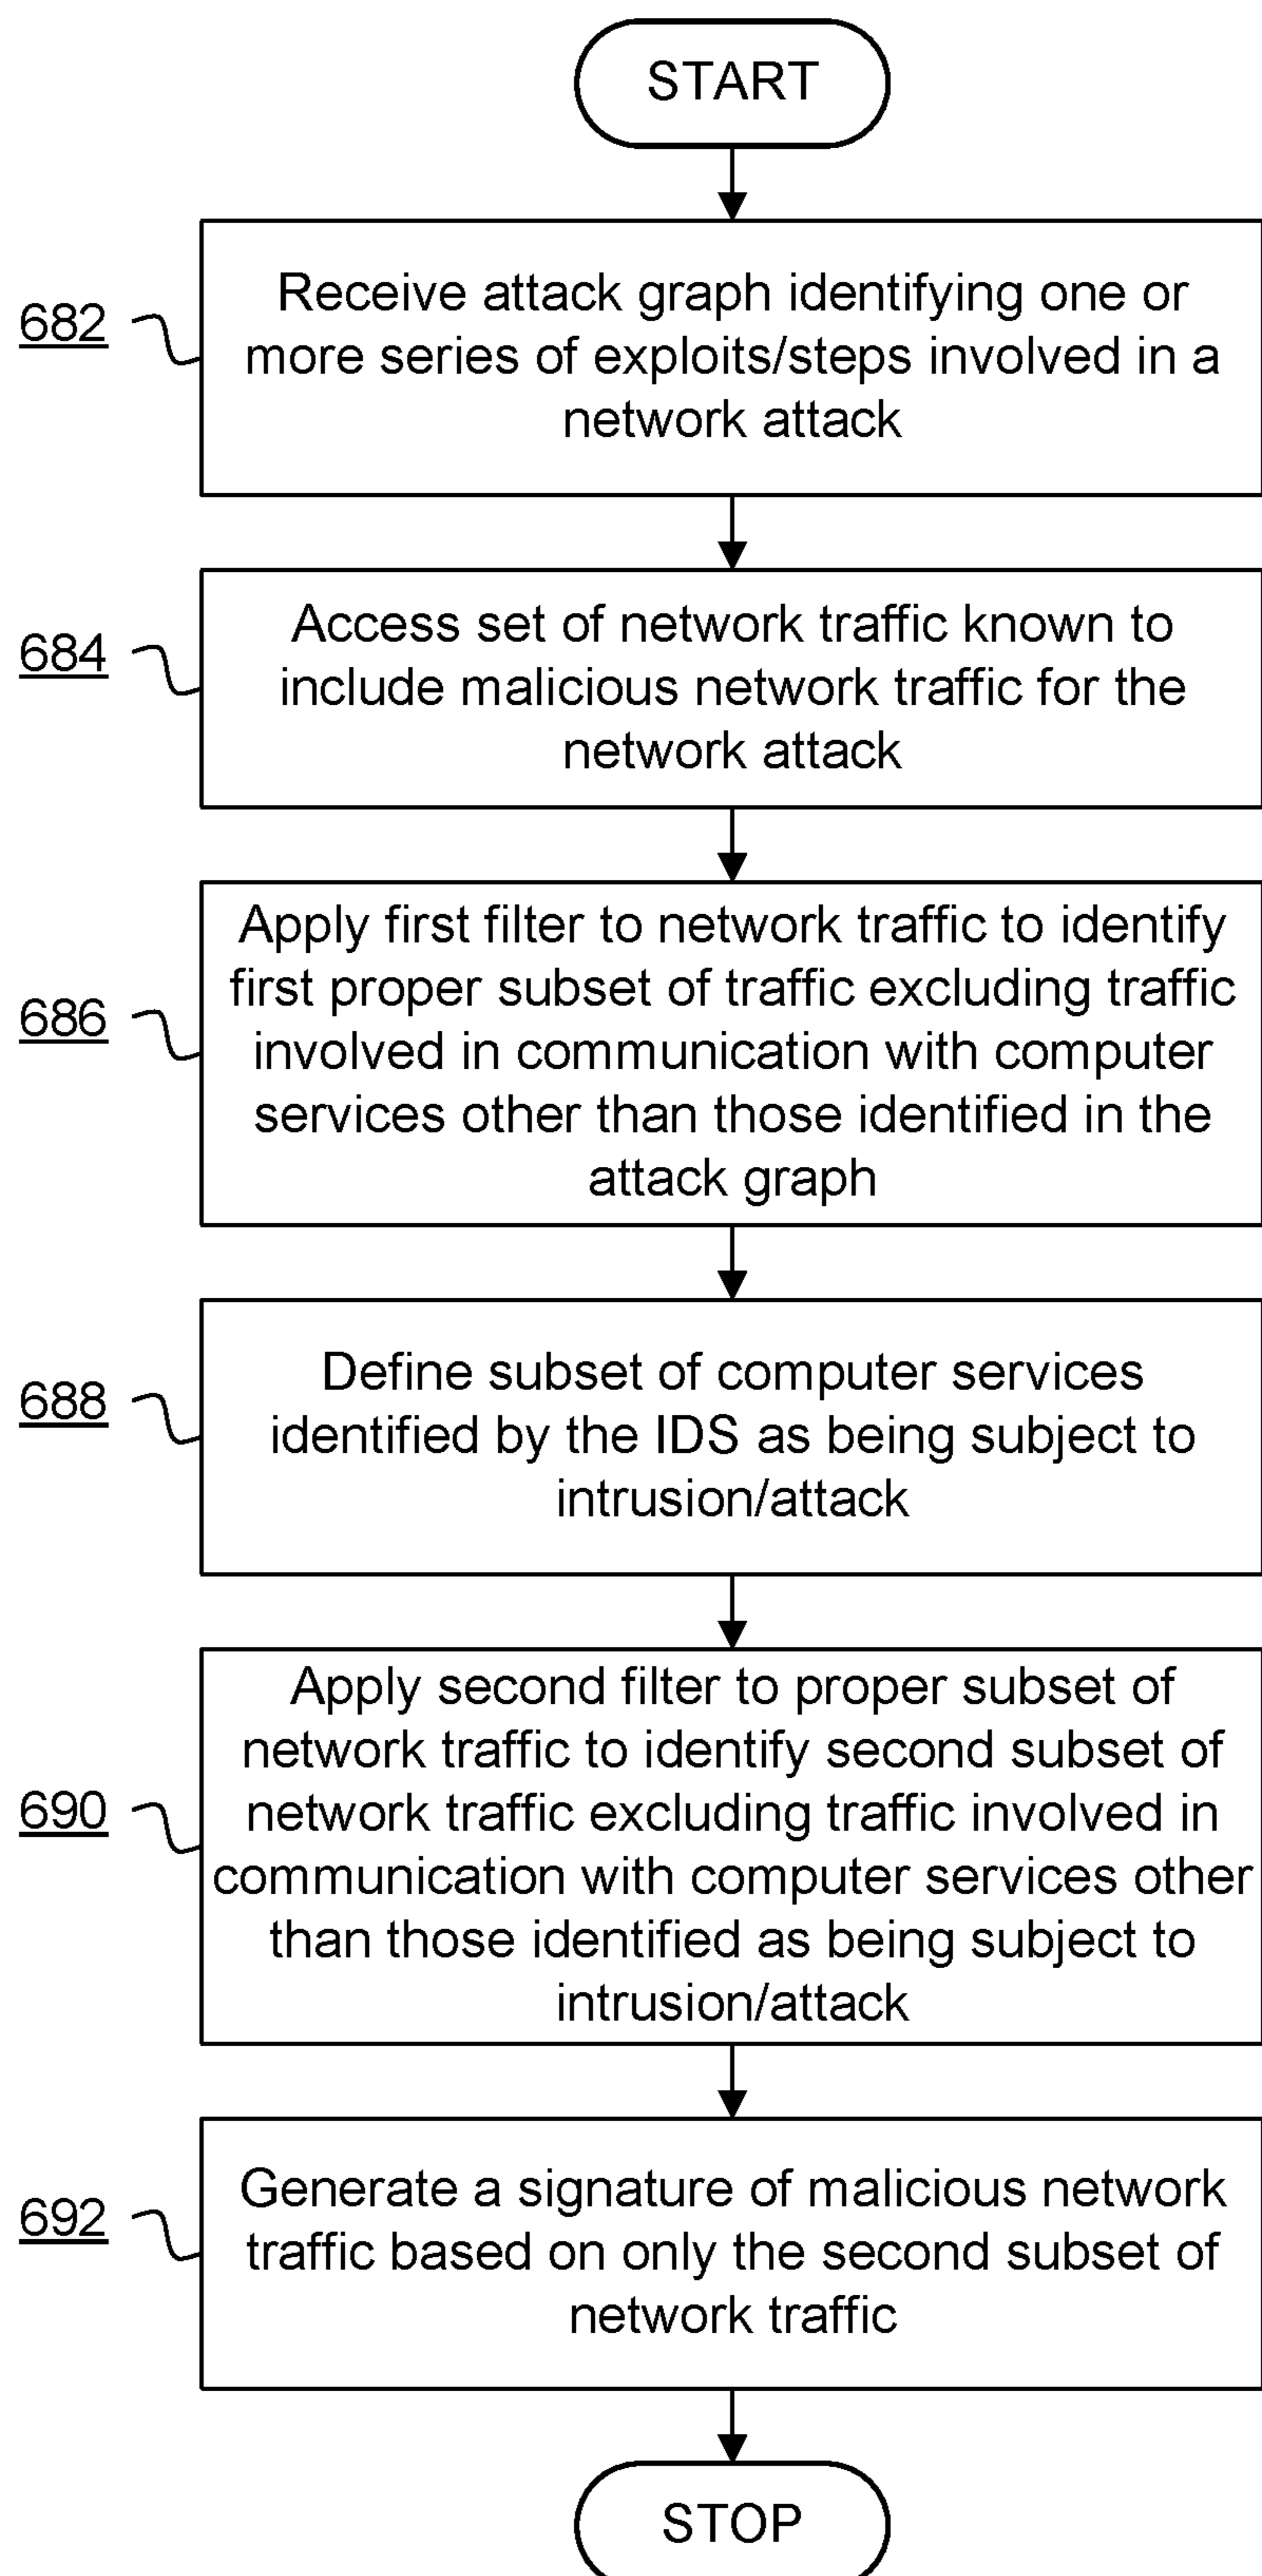 START
682
Receive attack graph identifying one or
more series of exploits/steps involved in a
network attack
684
Access set of network traffic known to
include malicious network traffic for the
network attack
686
Apply first filter to network traffic to identify
first proper subset of traffic excluding traffic
involved in communication with computer
services other than those identified in the
attack graph
688
Define subset of computer services
identified by the IDS as being subject to
intrusion/attack
690
Apply second filter to proper subset of
network traffic to identify second subset of
network traffic excluding traffic involved in
communication with computer services other
than those identified as being subject to
intrusion/attack
692
Generate a signature of malicious network
traffic based on only the second subset of
network traffic
STOP